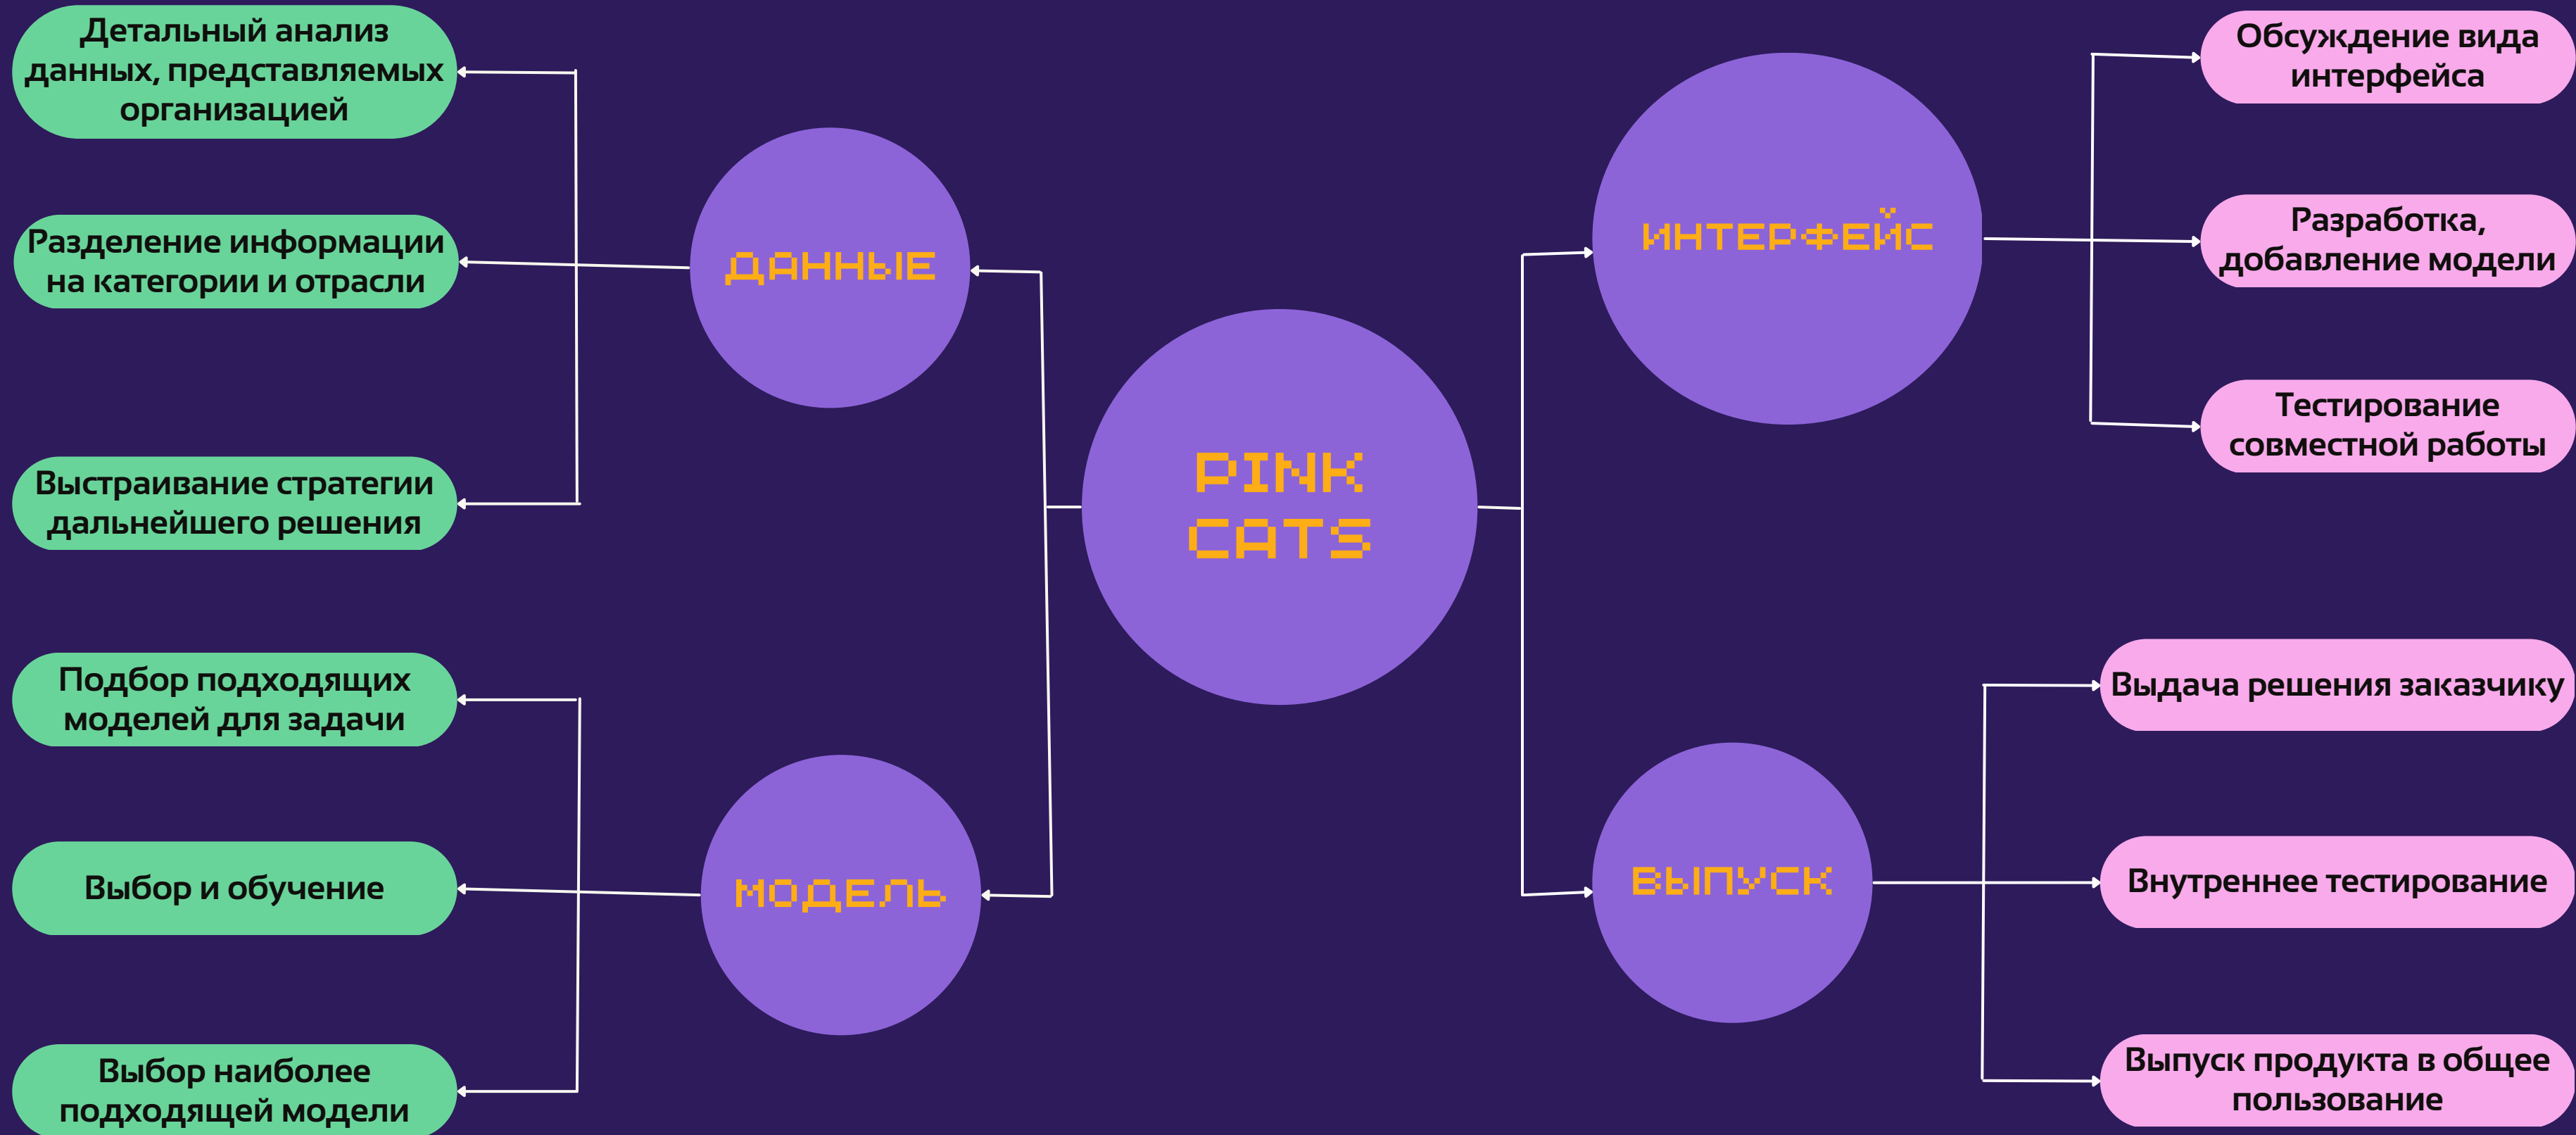 Детальный анализ
данных, представляемых
организацией
Разделение информации
на категории и отрасли
Выстраивание стратегии
дальнейшего решения
ДАННЫЕ
Подбор подходящих
моделей для задачи
Выбор и обучение
Выбор наиболее
подходящей модели
МОДЕЛЬ
PINK
CATS
ИНТЕРФЕЙС
Обсуждение вида
интерфейса
Разработка,
добавление модели
Тестирование
совместной работы
ВЫПУСК
Выдача решения заказчику
Внутреннее тестирование
Выпуск продукта в общее
пользование